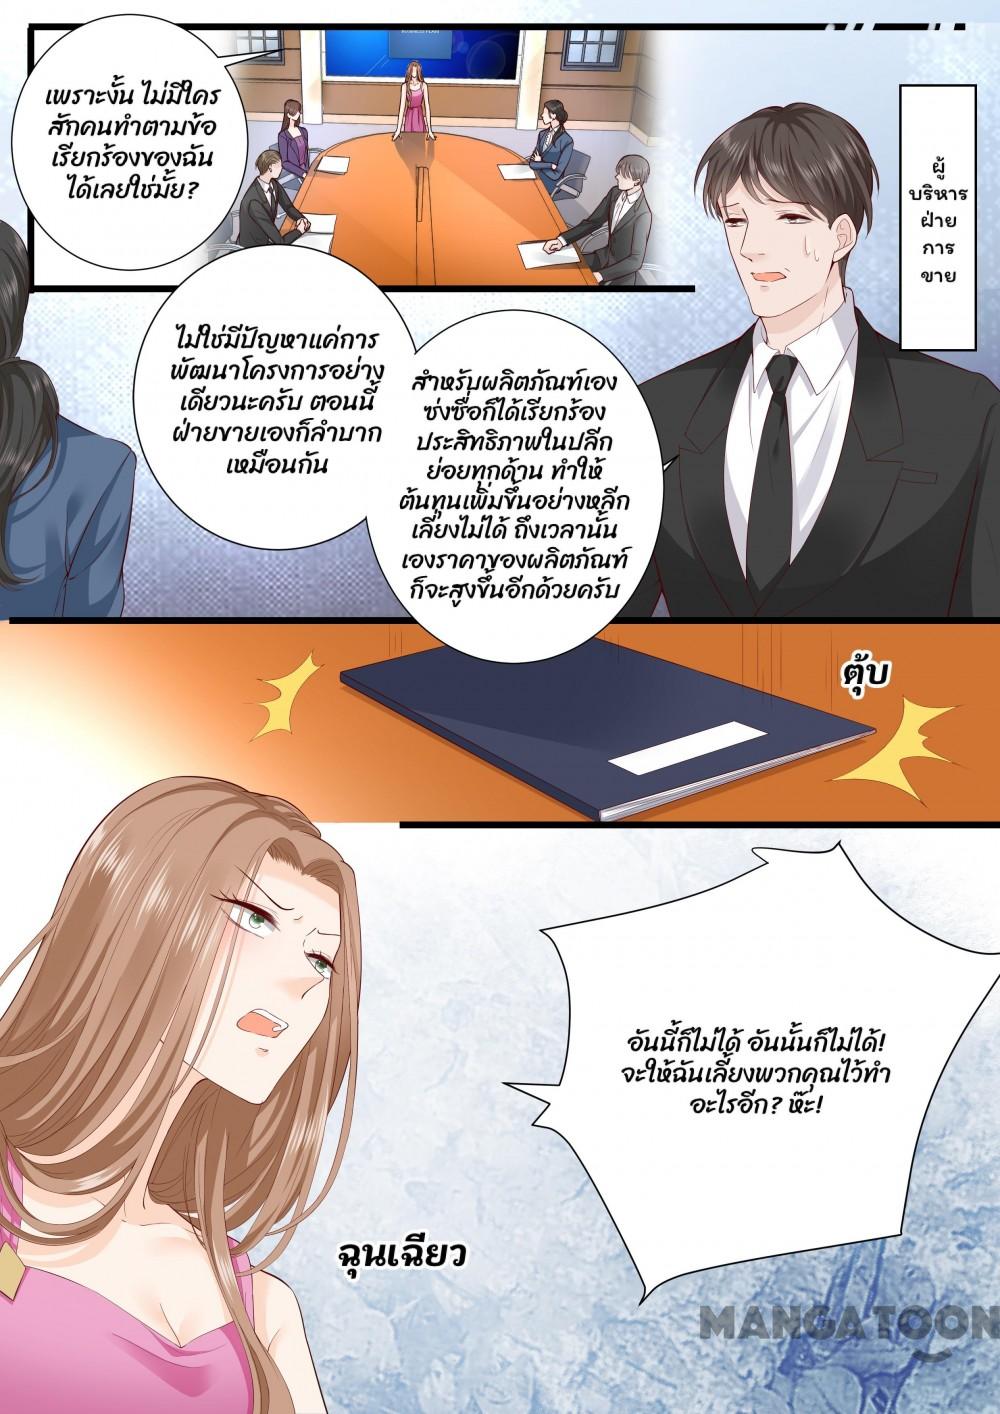 BUSINESS PLAN
เพราะงั้น ไม่มีใคร
สักคนทำตามข้อ
เรียกร้องของฉัน
ได้เลยใช่มั้ย?
ผู้
บริหาร
ฝ่าย
การ
ขาย
ไม่ใช่มีปัญหาแค่การ
พัฒนาโครงการอย่าง
เดียวนะครับ ตอนนี้
ฝ่ายขายเองก็ลำบาก
เหมือนกัน
สำหรับผลิตภัณฑ์เอง
ซ่งซื่อก็ได้เรียกร้อง
ประสิทธิภาพในปลีก
ย่อยทุกด้าน ทำให้
ต้นทุนเพิ่มขึ้นอย่างหลีก
เลี่ยงไม่ได้ ถึงเวลานั้น
เองราคาของผลิตภัณฑ์
ก็จะสูงขึ้นอีกด้วยครับ
ตุ้บ
อันนี้ก็ไม่ได้ อันนั้นก็ไม่ได้!
จะให้ฉันเลี้ยงพวกคุณไว้ทำ
อะไรอีก? ห๊ะ!
ฉุนเฉียว
MANGATOON